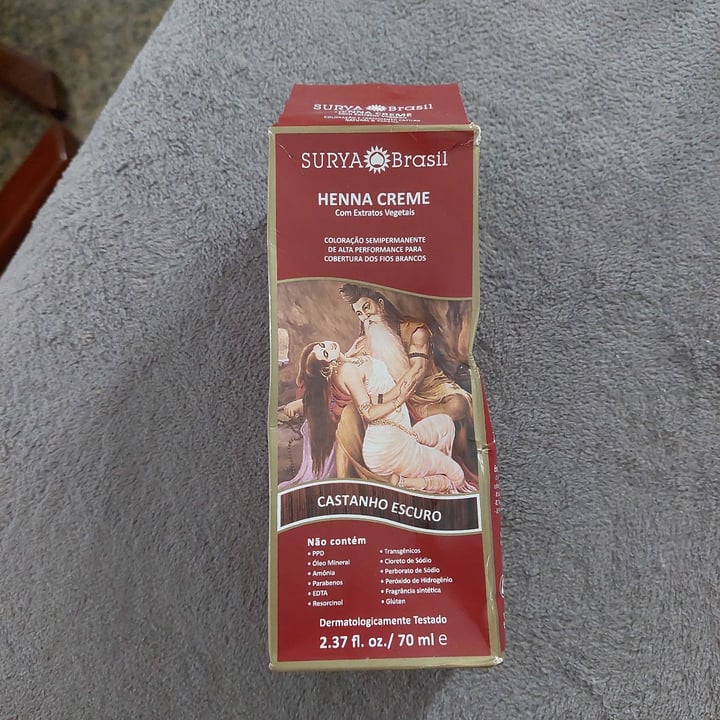 SURYA Brasil
HENNA CREME
SURYA Brasil
HENNA CREME
Com Extratos Vegetais
COLORAÇÃO SEMIPERMANENTE
DE ALTA PERFORMANCE PARA
COBERTURA DOS FIOS BRANCOS
CASTANHO ESCURO
Não contém
• PPD
• Óleo Mineral
• Amônia
• Parabenos
• EDTA
• Resorcinol
• Transgênicos
• Cloreto de Sódio
• Perborato de Sódio
• Peróxido de Hidrogênio
• Fragrância sintética
• Glúten
Dermatologicamente Testado
2.37 fl. oz./ 70 ml e